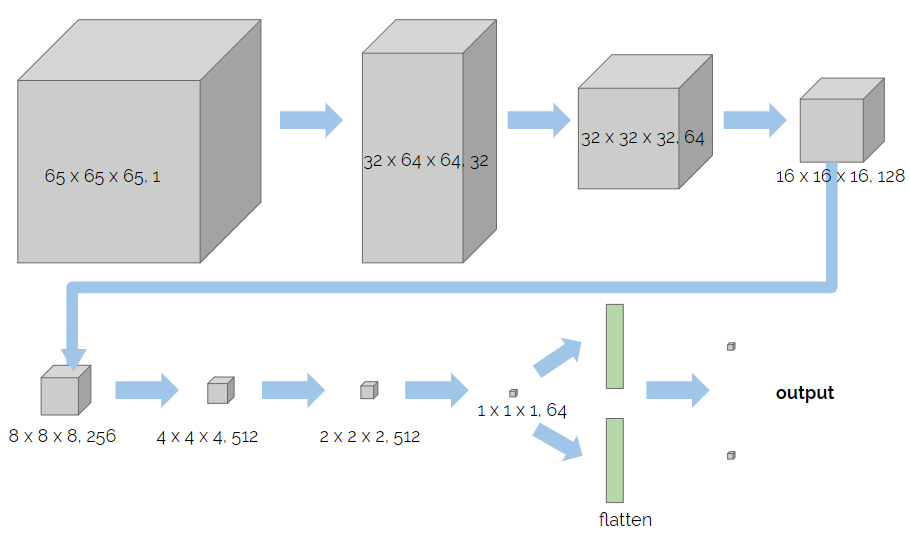 65 x 65 x 65, 1
32 x 64 x 64, 32
32 x 32 x 32, 64
16 x 16 x 16, 128
8 x 8 x 8, 256
4 x 4 x 4, 512
2 x 2 x 2, 512
1 x 1 x 1, 64
output
flatten